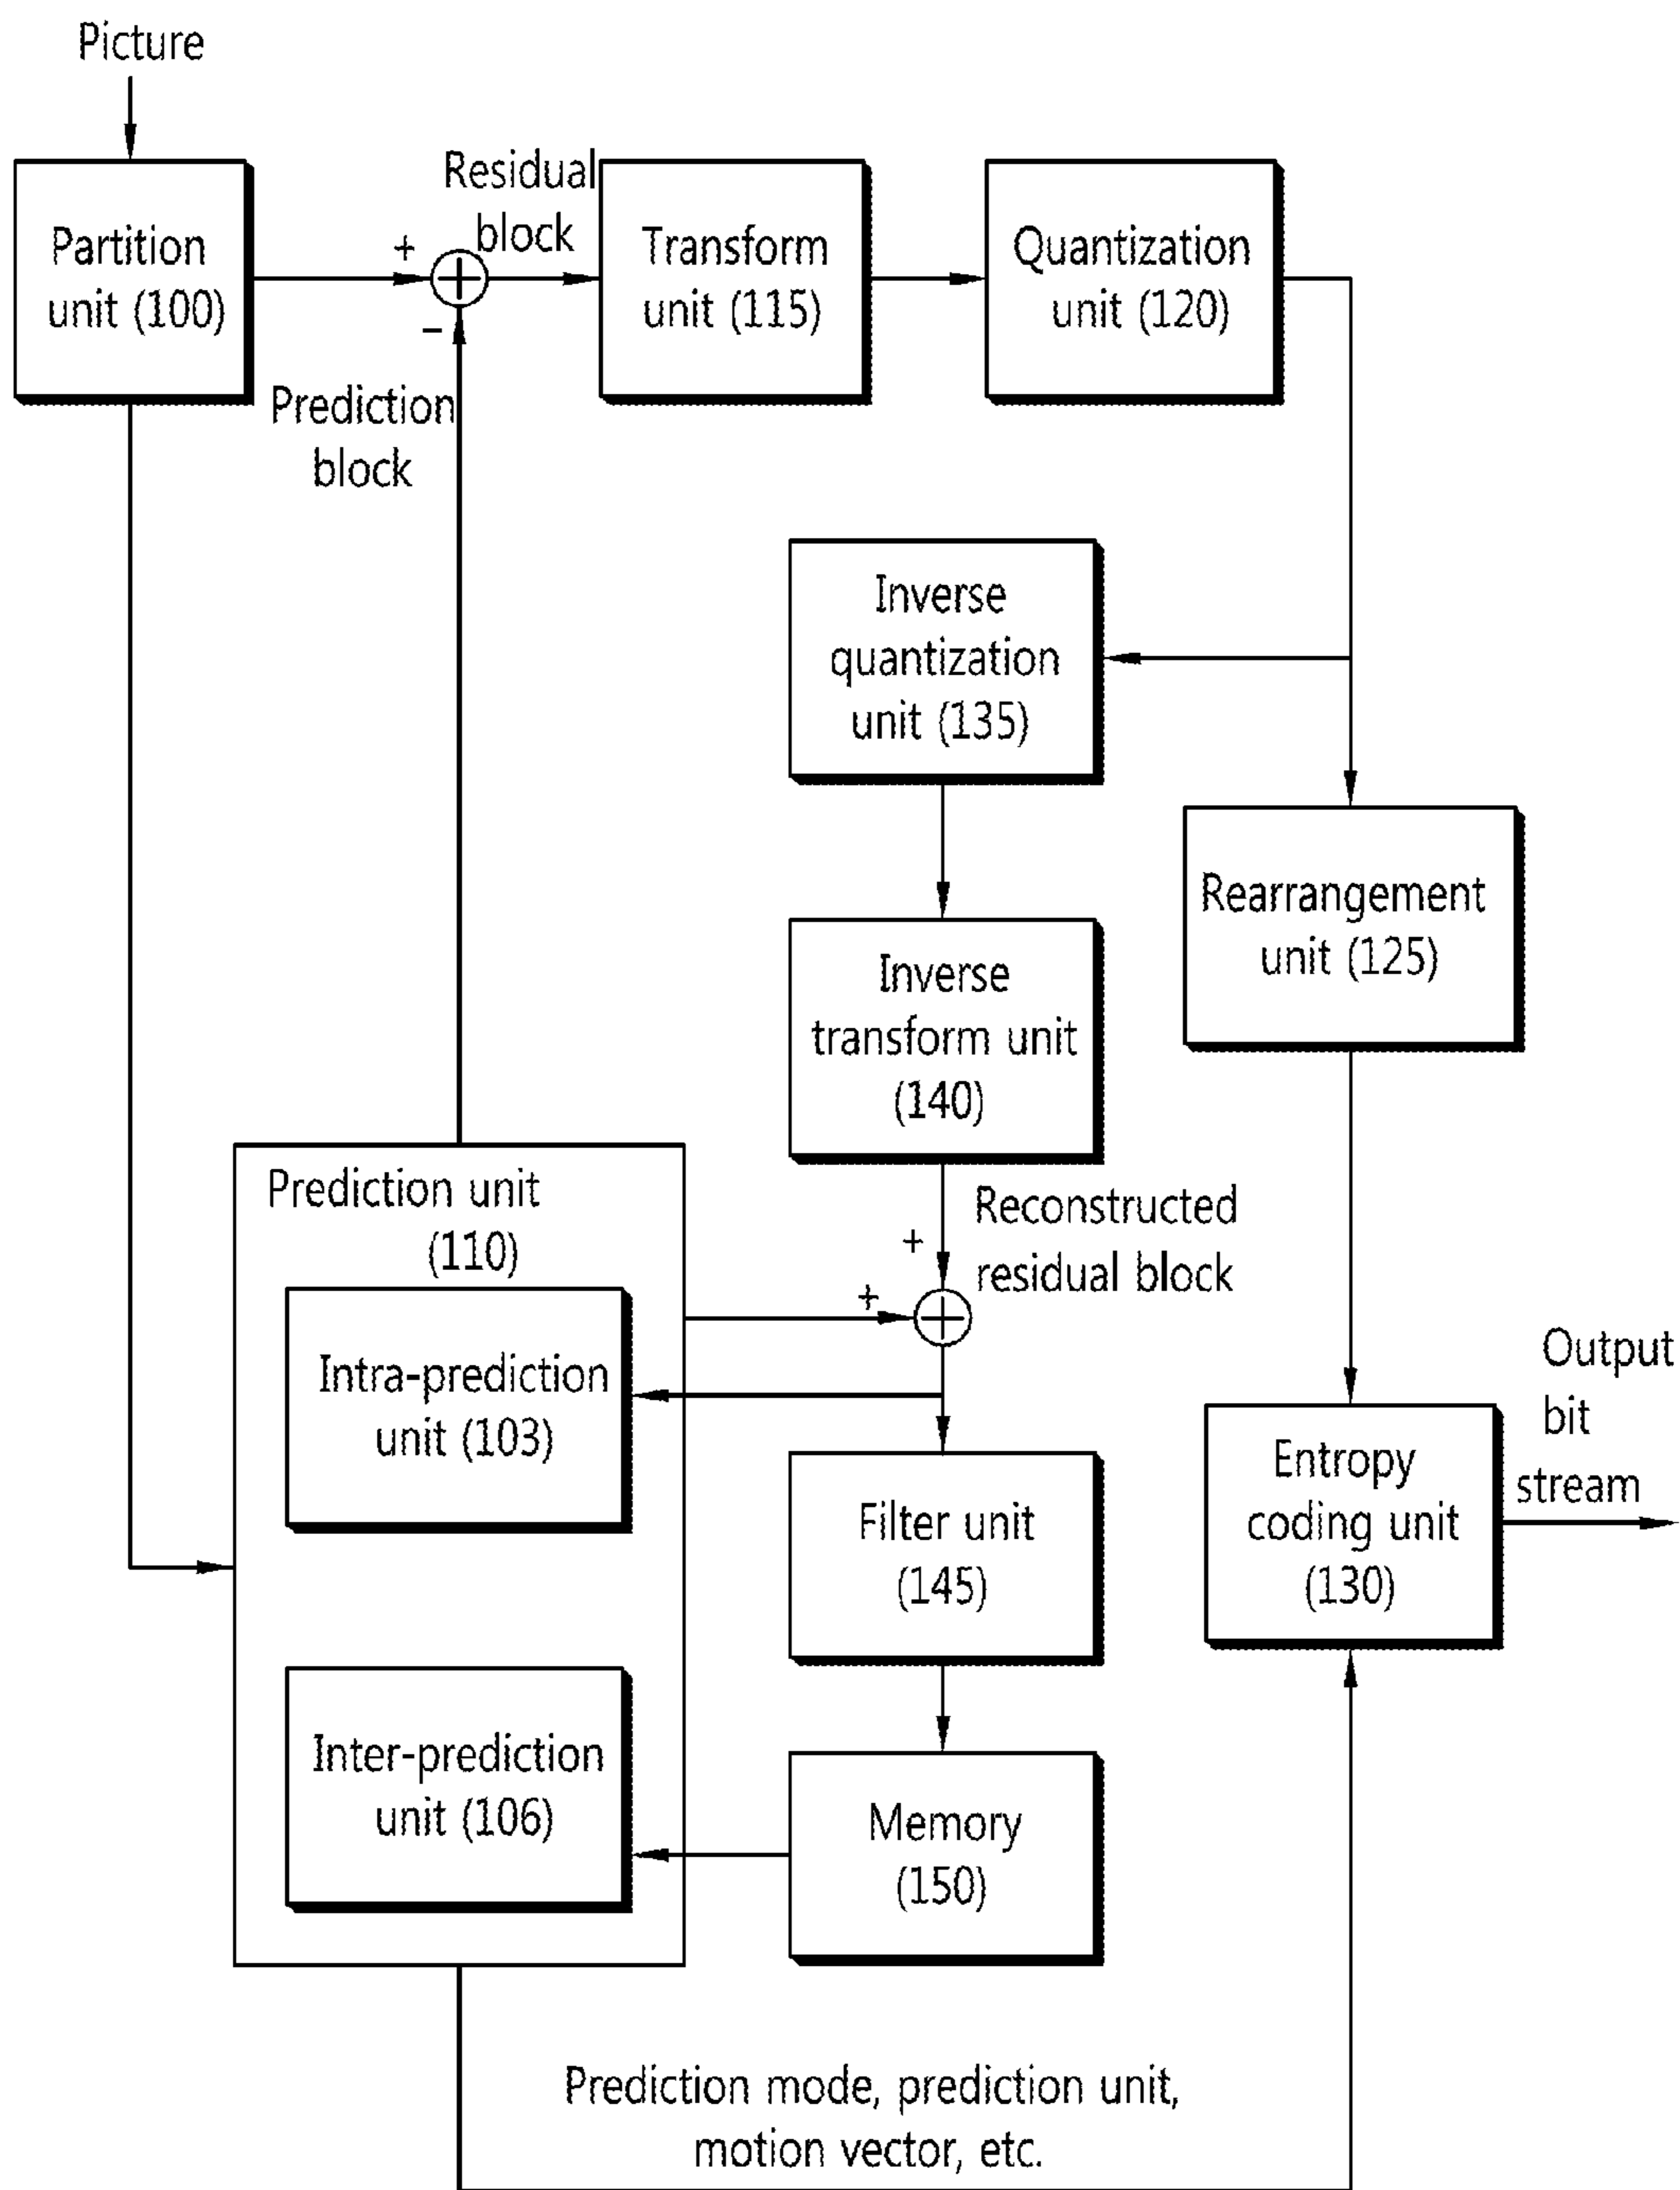 Picture
Partition
unit (100)
+
-
Residual
block
Prediction
block
Transform
unit (115)
Quantization
unit (120)
Inverse
quantization
unit (135)
Rearrangement
unit (125)
Inverse
transform unit
(140)
Prediction unit
(110)
Reconstructed
residual block
+
+
Intra-prediction
unit (103)
Filter unit
(145)
Entropy
coding unit
(130)
Output
bit
stream
Inter-prediction
unit (106)
Memory
(150)
Prediction mode, prediction unit,
motion vector, etc.